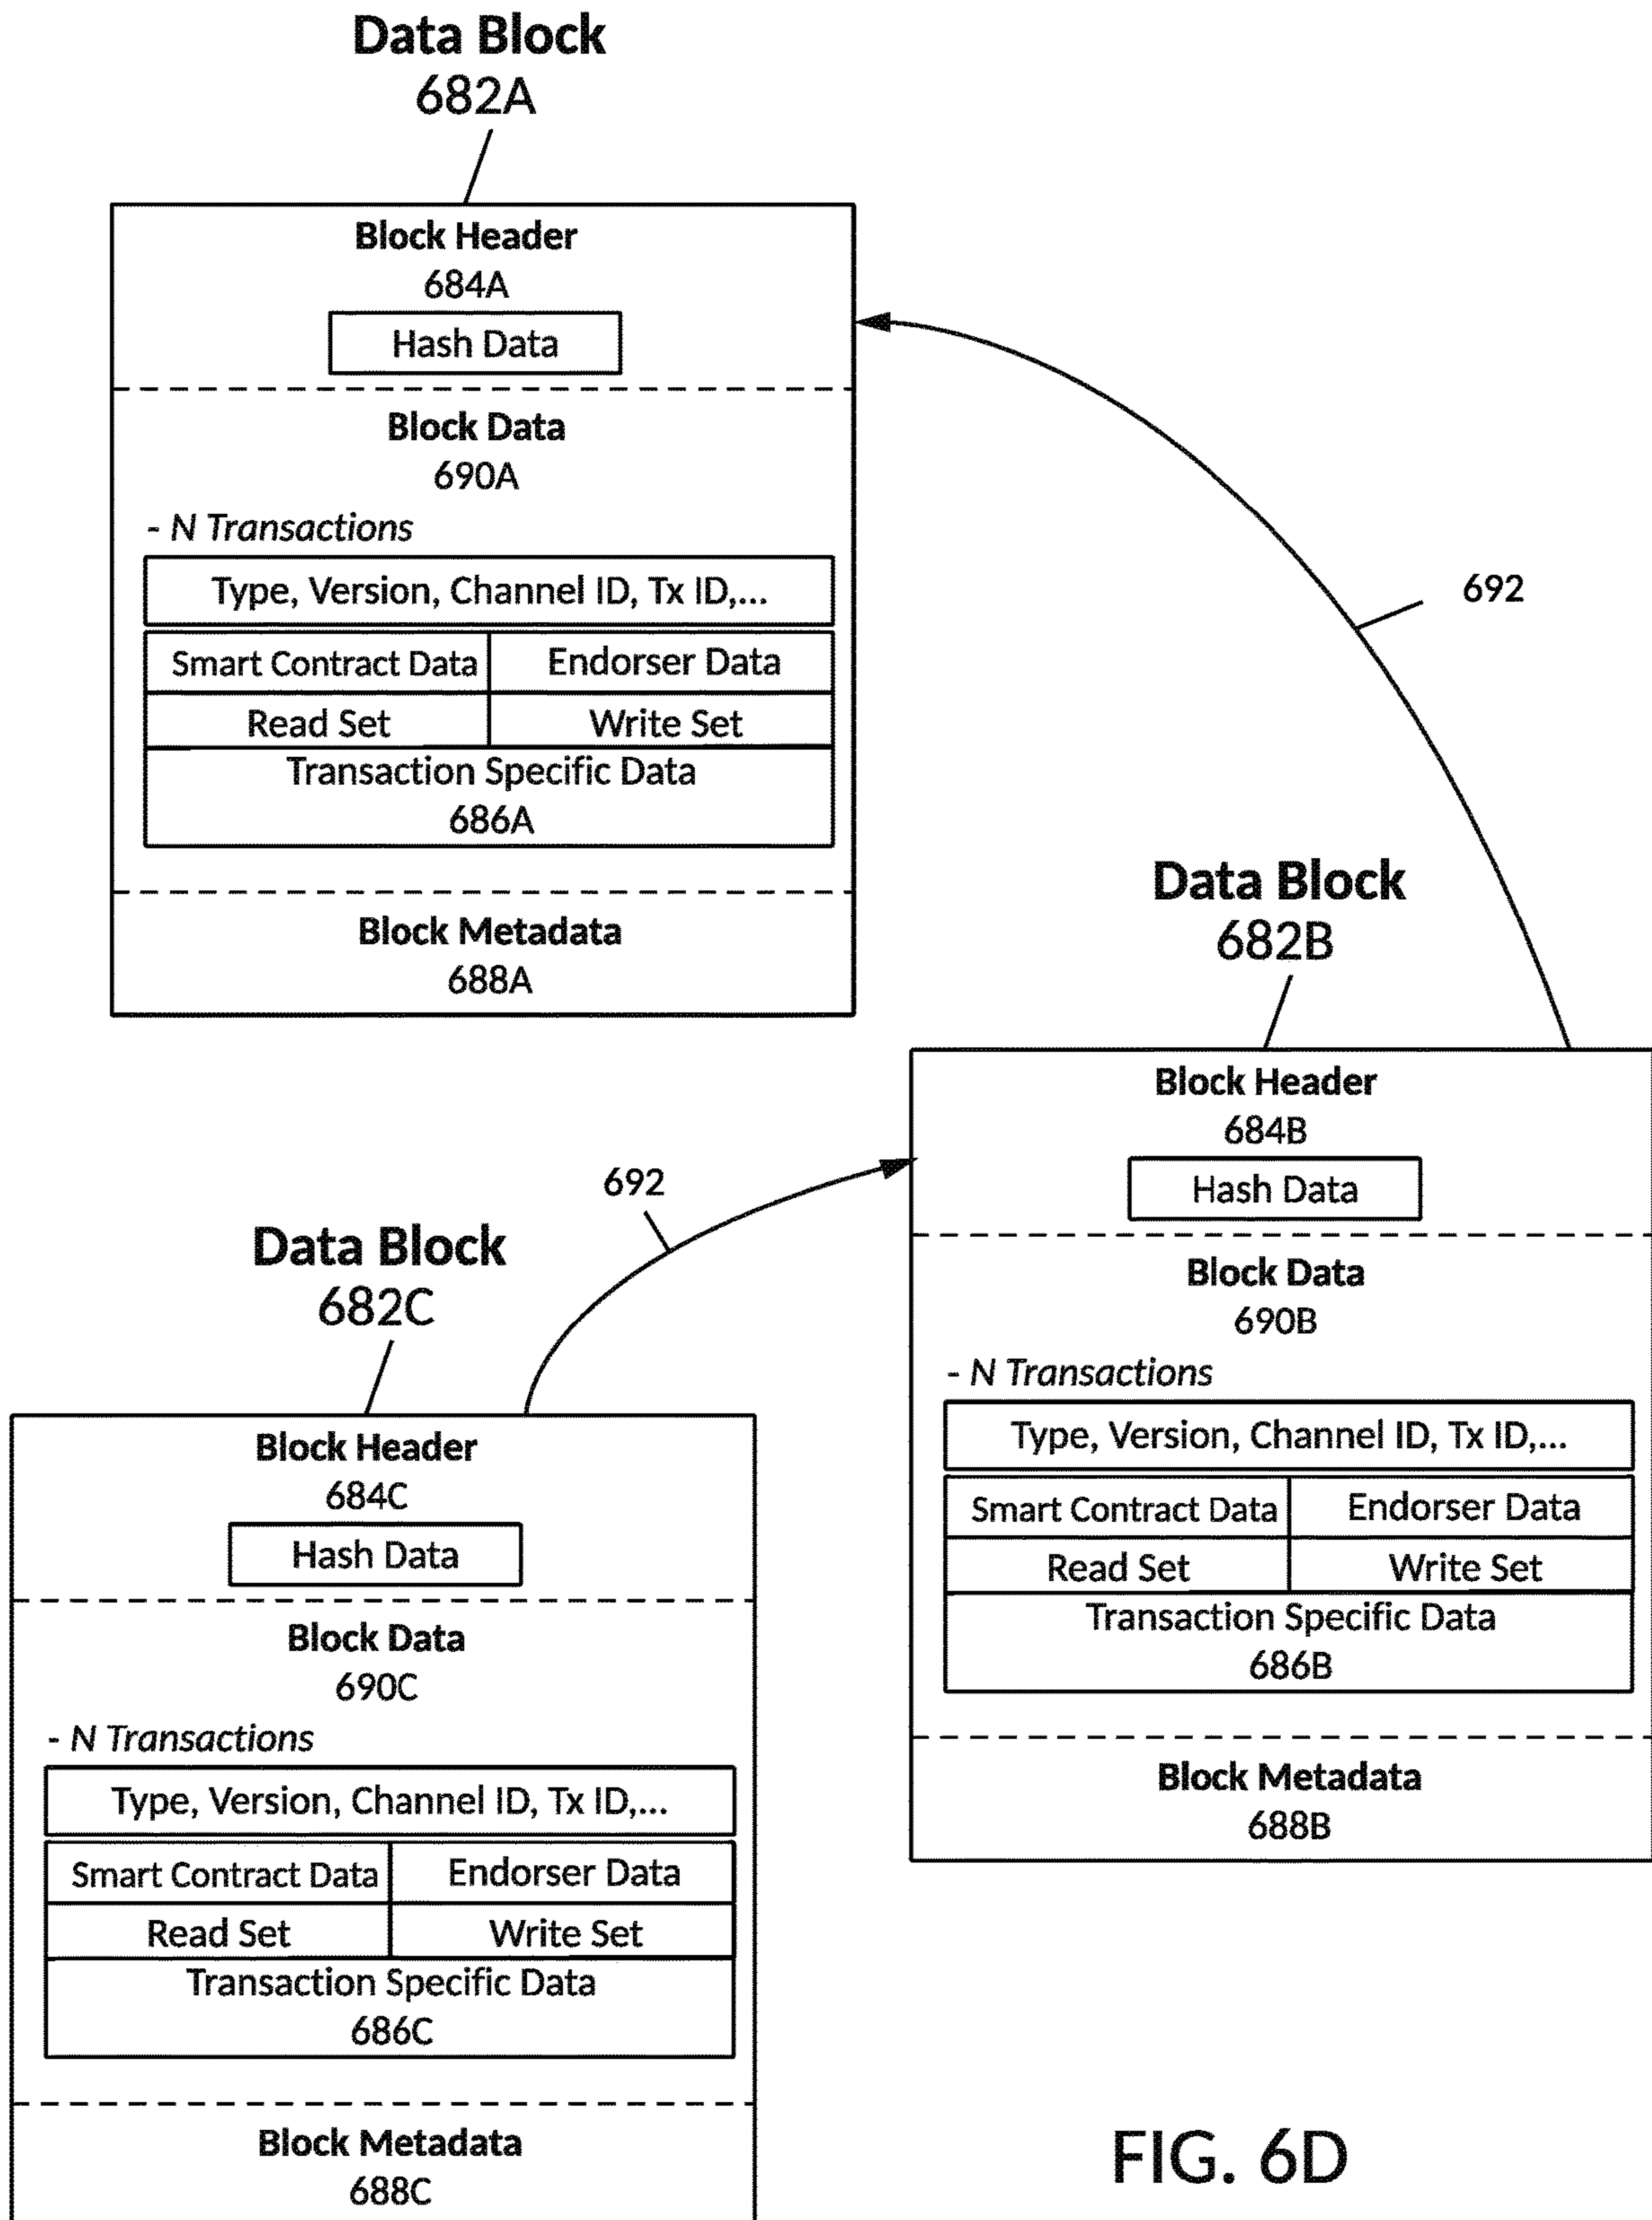 Data Block
682A
Block Header
684A
Hash Data
Block Data
690A
- N Transactions
Type, Version, Channel ID, Tx ID,...
Smart Contract Data Endorser Data
Read Set Write Set
Transaction Specific Data
686A
Block Metadata
688A
692
Data Block
682B
Block Header
684B
Hash Data
Block Data
690B
- N Transactions
Type, Version, Channel ID, Tx ID,...
Smart Contract Data Endorser Data
Read Set Write Set
Transaction Specific Data
686B
Block Metadata
688B
692
Data Block
682C
Block Header
684C
Hash Data
Block Data
690C
- N Transactions
Type, Version, Channel ID, Tx ID,...
Smart Contract Data Endorser Data
Read Set Write Set
Transaction Specific Data
686C
Block Metadata
688C
FIG. 6D